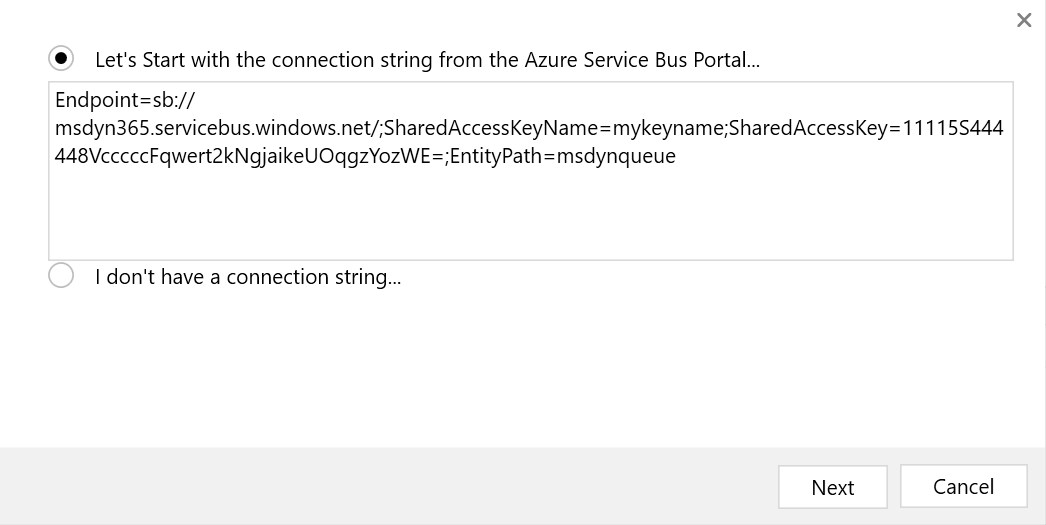 Let's Start with the connection string from the Azure Service Bus Portal...
Endpoint=sb://
msdyn365.servicebus.windows.net/;SharedAccessKeyName=mykeyname;SharedAccessKey=11115S444
448VcccccFqwert2kNgjaikeUOqgzYozWE=;EntityPath=msdynqueue
I don't have a connection string...
Next
Cancel